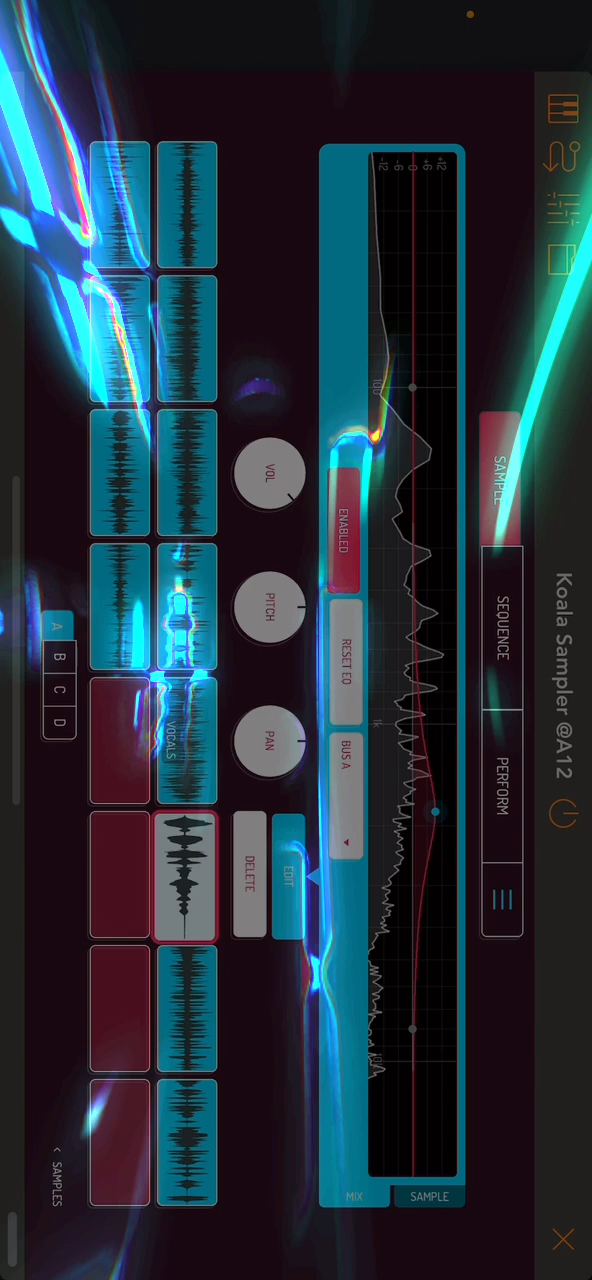 Koala Sampler @A12
SAMPLE
SEQUENCE
PERFORM
+12
+6
0
-6
-12
100
1k
10k
ENABLED
RESET EQ
BUS A
MIX
SAMPLE
VOL
PITCH
PAN
EDIT
DELETE
VOCALS
A
B
C
D
< SAMPLES